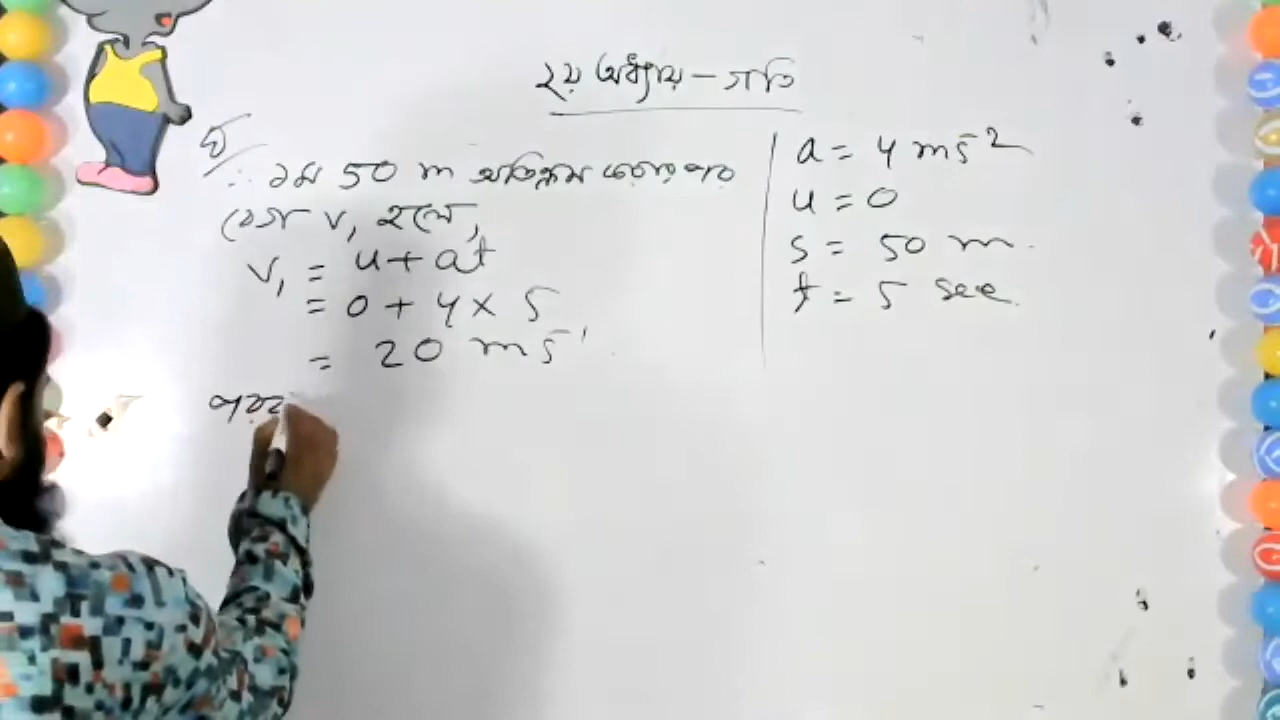 ২য় অধ্যায় – গতি
ঘ
∴ ১ম 50 m অতিক্রম করার পর
বেগ v₁ হলে,
v₁ = u + at
= 0 + 4 × 5
= 20 ms⁻¹
a = 4 ms⁻²
u = 0
s = 50 m.
t = 5 sec.